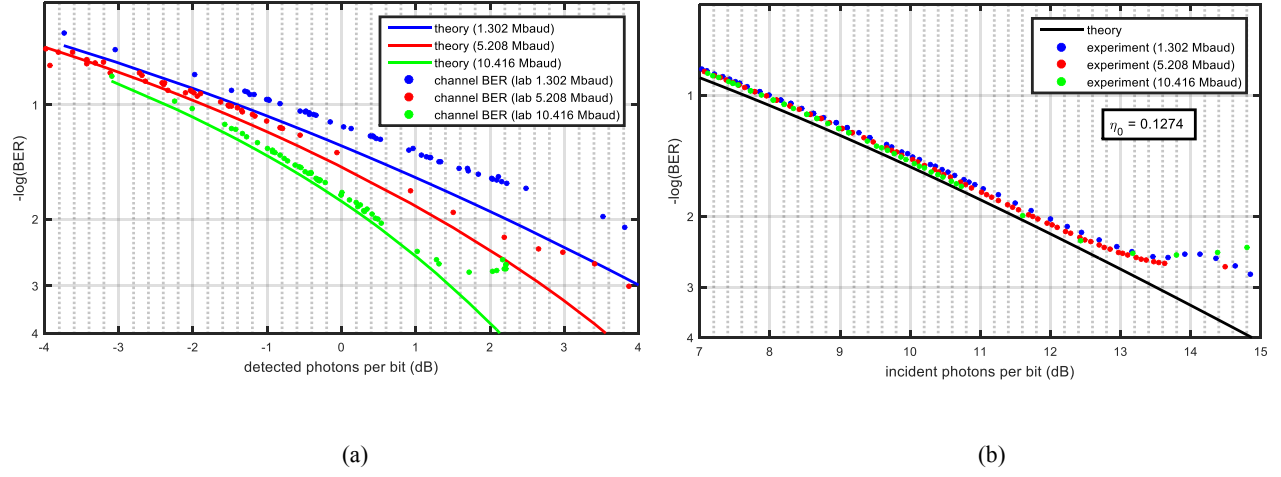 theory (1.302 Mbaud)
theory (5.208 Mbaud)
theory (10.416 Mbaud)
channel BER (lab 1.302 Mbaud)
channel BER (lab 5.208 Mbaud)
channel BER (lab 10.416 Mbaud)
-log(BER)
1
2
3
4
-4 -3 -2 -1 0 1 2 3 4
detected photons per bit (dB)
(a)
theory
experiment (1.302 Mbaud)
experiment (5.208 Mbaud)
experiment (10.416 Mbaud)
η0 = 0.1274
-log(BER)
1
2
3
4
7 8 9 10 11 12 13 14 15
incident photons per bit (dB)
(b)